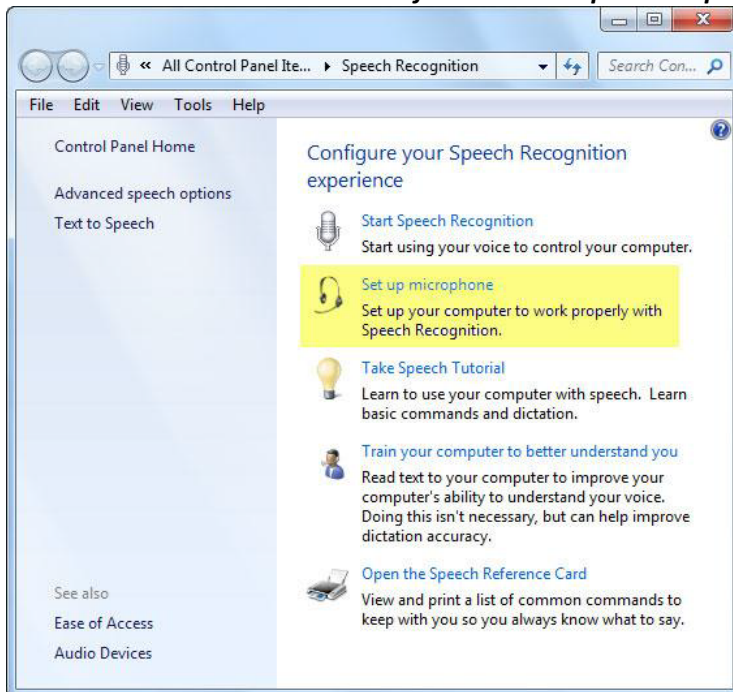 « All Control Panel Ite... ▸ Speech Recognition
Search Con...
File Edit View Tools Help
Control Panel Home
Advanced speech options
Text to Speech
See also
Ease of Access
Audio Devices
Configure your Speech Recognition
experience
Start Speech Recognition
Start using your voice to control your computer.
Set up microphone
Set up your computer to work properly with
Speech Recognition.
Take Speech Tutorial
Learn to use your computer with speech. Learn
basic commands and dictation.
Train your computer to better understand you
Read text to your computer to improve your
computer's ability to understand your voice.
Doing this isn't necessary, but can help improve
dictation accuracy.
Open the Speech Reference Card
View and print a list of common commands to
keep with you so you always know what to say.